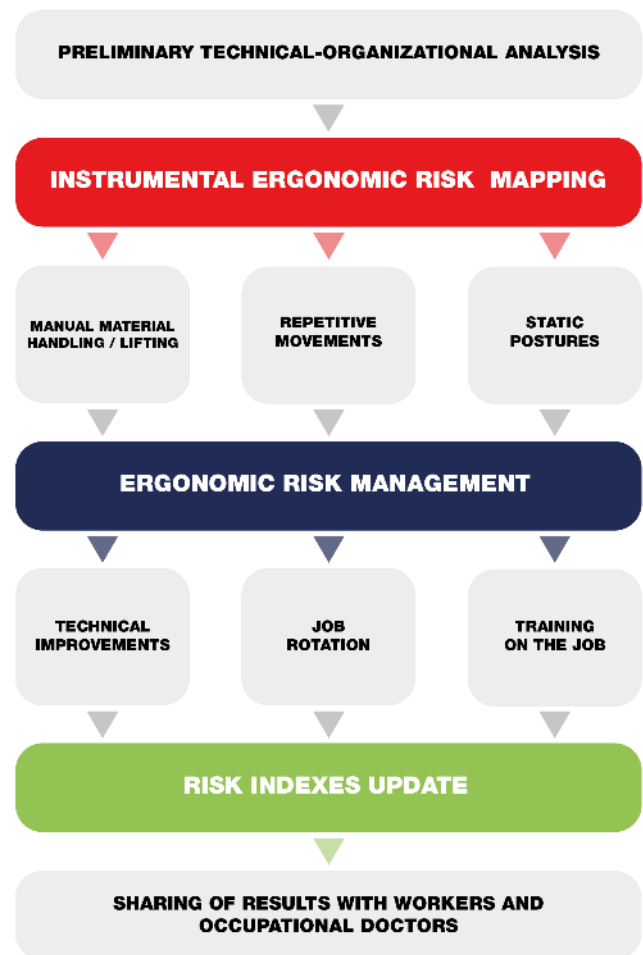 PRELIMINARY TECHNICAL-ORGANIZATIONAL ANALYSIS
INSTRUMENTAL ERGONOMIC RISK MAPPING
MANUAL MATERIAL
HANDLING / LIFTING
REPETITIVE
MOVEMENTS
STATIC
POSTURES
ERGONOMIC RISK MANAGEMENT
TECHNICAL
IMPROVEMENTS
JOB
ROTATION
TRAINING
ON THE JOB
RISK INDEXES UPDATE
SHARING OF RESULTS WITH WORKERS AND
OCCUPATIONAL DOCTORS